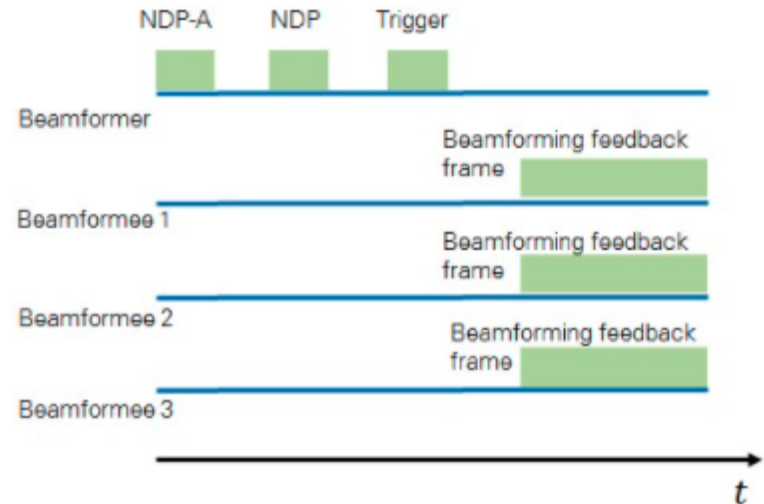 NDP-A NDP Trigger
Beamformer
Beamforming feedback
frame
Beamformee 1
Beamforming feedback
frame
Beamformee 2
Beamforming feedback
frame
Beamformee 3
t